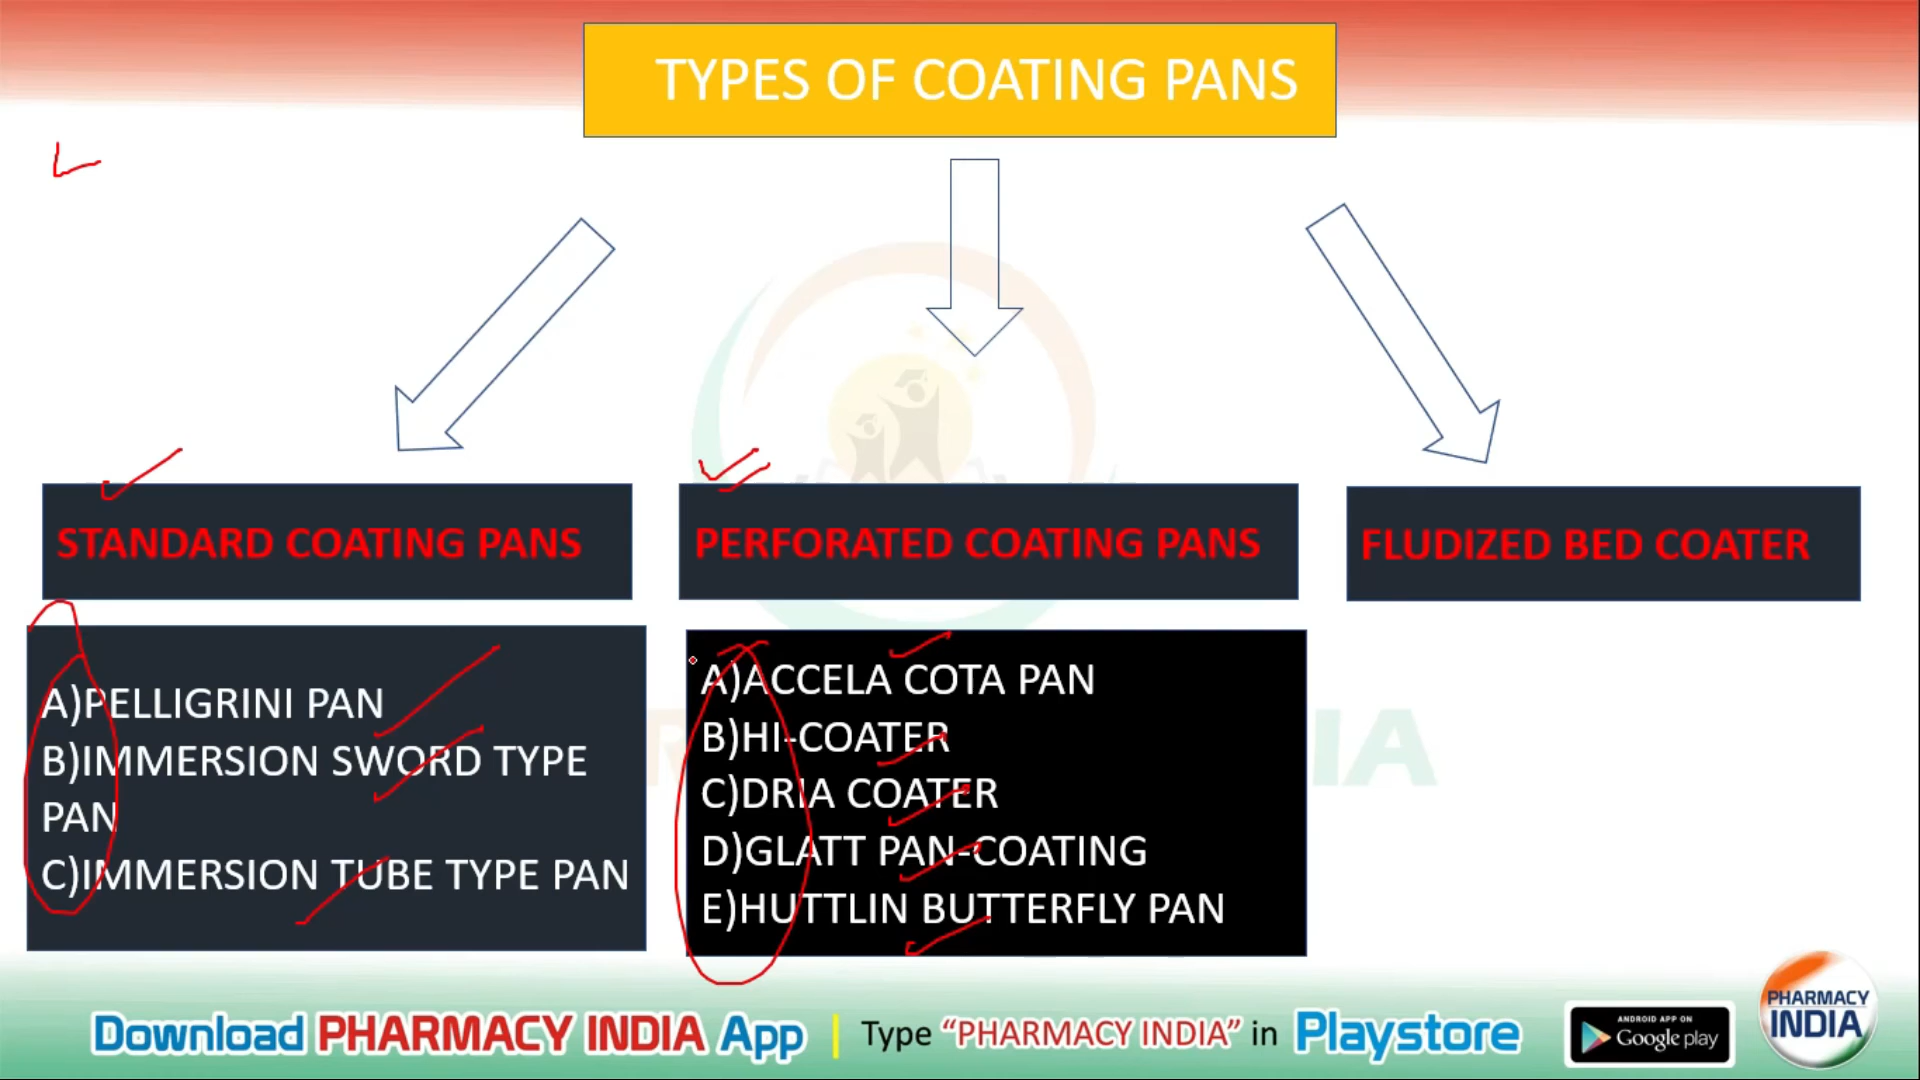 TYPES OF COATING PANS
STANDARD COATING PANS
PERFORATED COATING PANS
FLUDIZED BED COATER
A)PELLIGRINI PAN
B)IMMERSION SWORD TYPE
PAN
C)IMMERSION TUBE TYPE PAN
A)ACCELA COTA PAN
B)HI-COATER
C)DRIA COATER
D)GLATT PAN-COATING
E)HUTTLIN BUTTERFLY PAN
IA
Download PHARMACY INDIA App | Type “PHARMACY INDIA” in Playstore
ANDROID APP ON
Google play
PHARMACY
INDIA